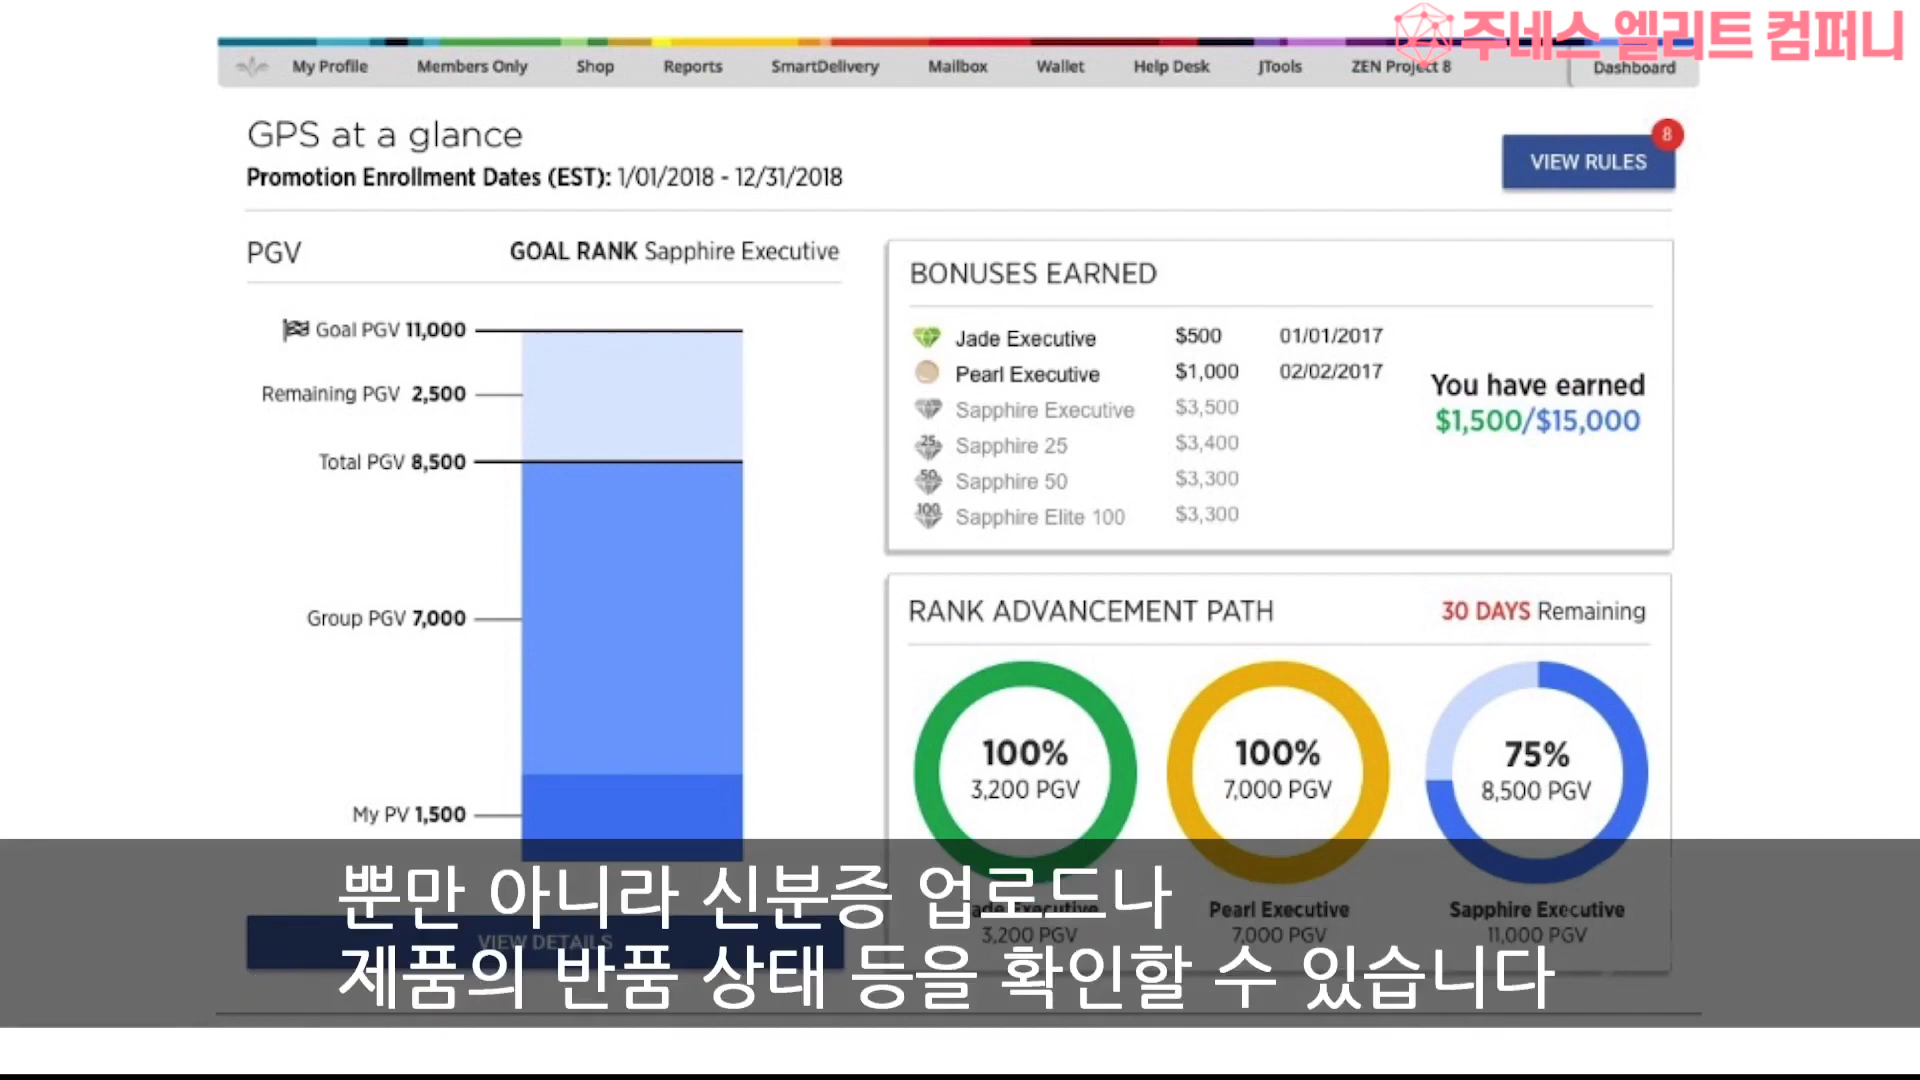 주네스 엘리트 컴퍼니
My Profile Members Only Shop Reports SmartDelivery Mailbox Wallet Help Desk JTools ZEN Project 8 Dashboard
GPS at a glance
Promotion Enrollment Dates (EST): 1/01/2018 - 12/31/2018
8
VIEW RULES
PGV GOAL RANK Sapphire Executive
Goal PGV 11,000
Remaining PGV 2,500
Total PGV 8,500
Group PGV 7,000
My PV 1,500
VIEW DETAILS
BONUSES EARNED
Jade Executive $500 01/01/2017
Pearl Executive $1,000 02/02/2017
Sapphire Executive $3,500
25 Sapphire 25 $3,400
50 Sapphire 50 $3,300
100 Sapphire Elite 100 $3,300
You have earned
$1,500/$15,000
RANK ADVANCEMENT PATH 30 DAYS Remaining
100%
3,200 PGV
Jade Executive
3,200 PGV
100%
7,000 PGV
Pearl Executive
7,000 PGV
75%
8,500 PGV
Sapphire Executive
11,000 PGV
뿐만 아니라 신분증 업로드나
제품의 반품 상태 등을 확인할 수 있습니다